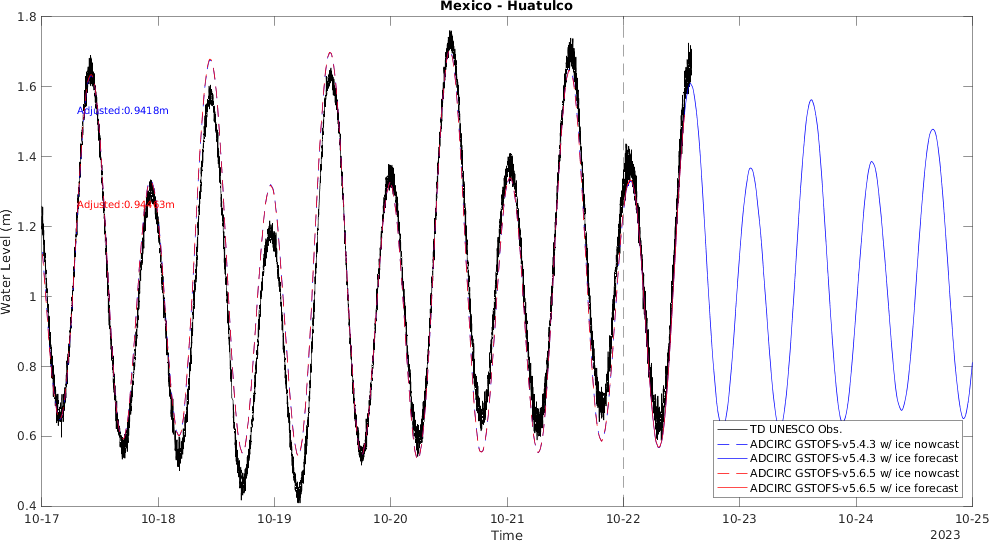 Mexico - Huatulco
1.8
1.6
1.4
1.2
1
0.8
0.6
0.4
Water Level (m)
Adjusted:0.9418m
10-17
10-18
10-19
10-20
10-21
10-22
10-23
10-24
10-25
Time
2023
TD UNESCO Obs.
ADCIRC GSTOFS-v5.4.3 w/ ice nowcast
ADCIRC GSTOFS-v5.4.3 w/ ice forecast
ADCIRC GSTOFS-v5.6.5 w/ ice nowcast
ADCIRC GSTOFS-v5.6.5 w/ ice forecast